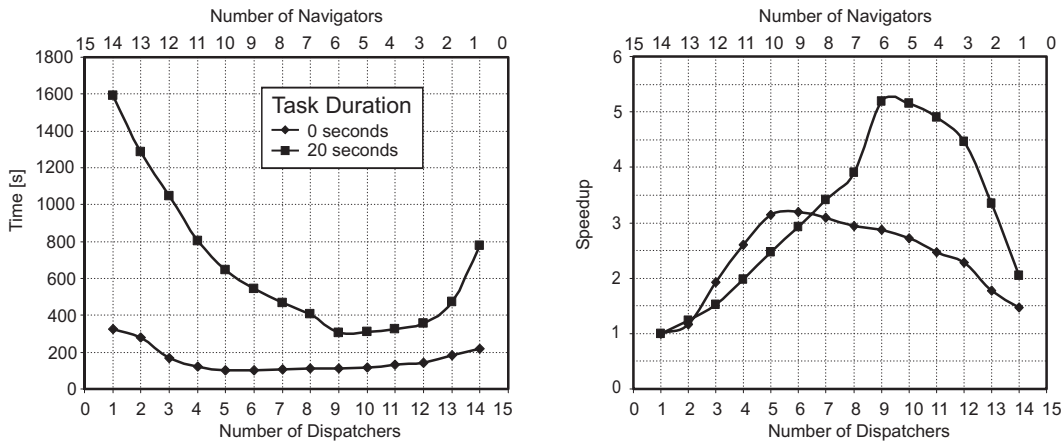 Number of Navigators
15 14 13 12 11 10 9 8 7 6 5 4 3 2 1 0
1800
1600
1400
1200
1000
800
600
400
200
0
Time [s]
Task Duration
0 seconds
20 seconds
0 1 2 3 4 5 6 7 8 9 10 11 12 13 14 15
Number of Dispatchers
Number of Navigators
15 14 13 12 11 10 9 8 7 6 5 4 3 2 1 0
6
5
4
3
2
1
0
Speedup
0 1 2 3 4 5 6 7 8 9 10 11 12 13 14 15
Number of Dispatchers